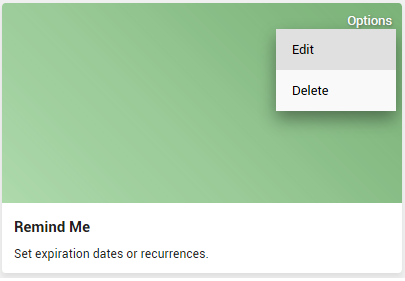 Options
Edit
Delete
Remind Me
Set expiration dates or recurrences.